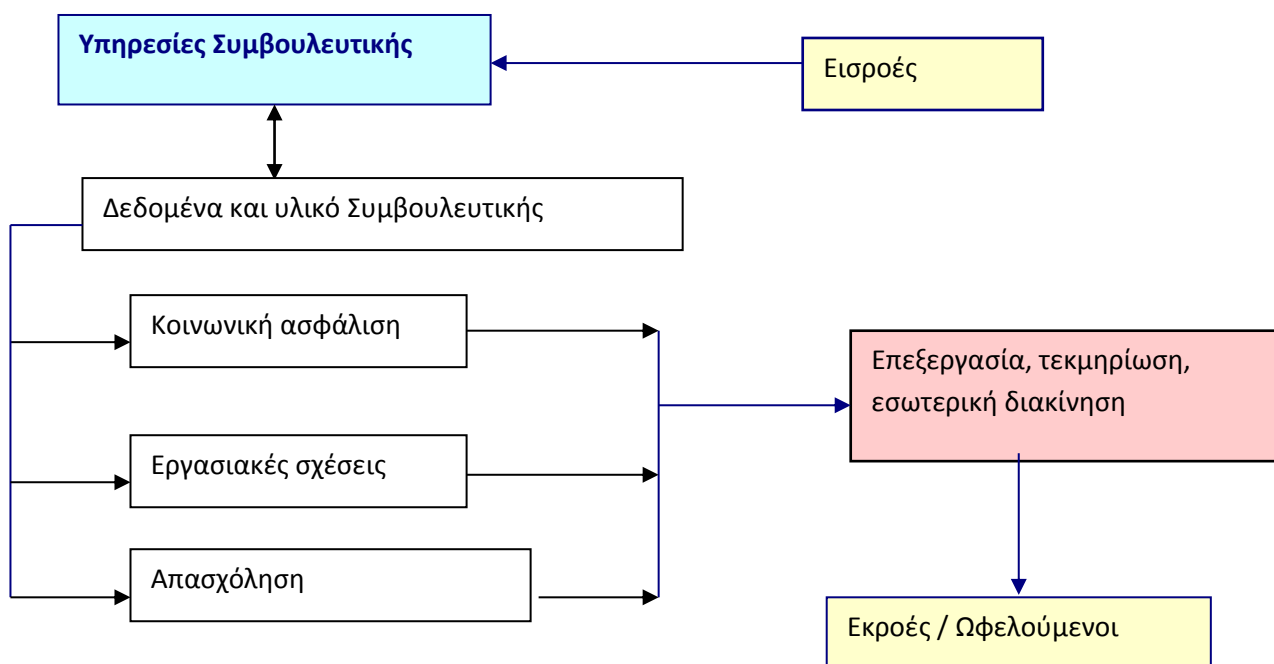 Υπηρεσίες Συμβουλευτικής
Εισροές
Δεδομένα και υλικό Συμβουλευτικής
Κοινωνική ασφάλιση
Επεξεργασία, τεκμηρίωση,
εσωτερική διακίνηση
Εργασιακές σχέσεις
Απασχόληση
Εκροές / Ωφελούμενοι